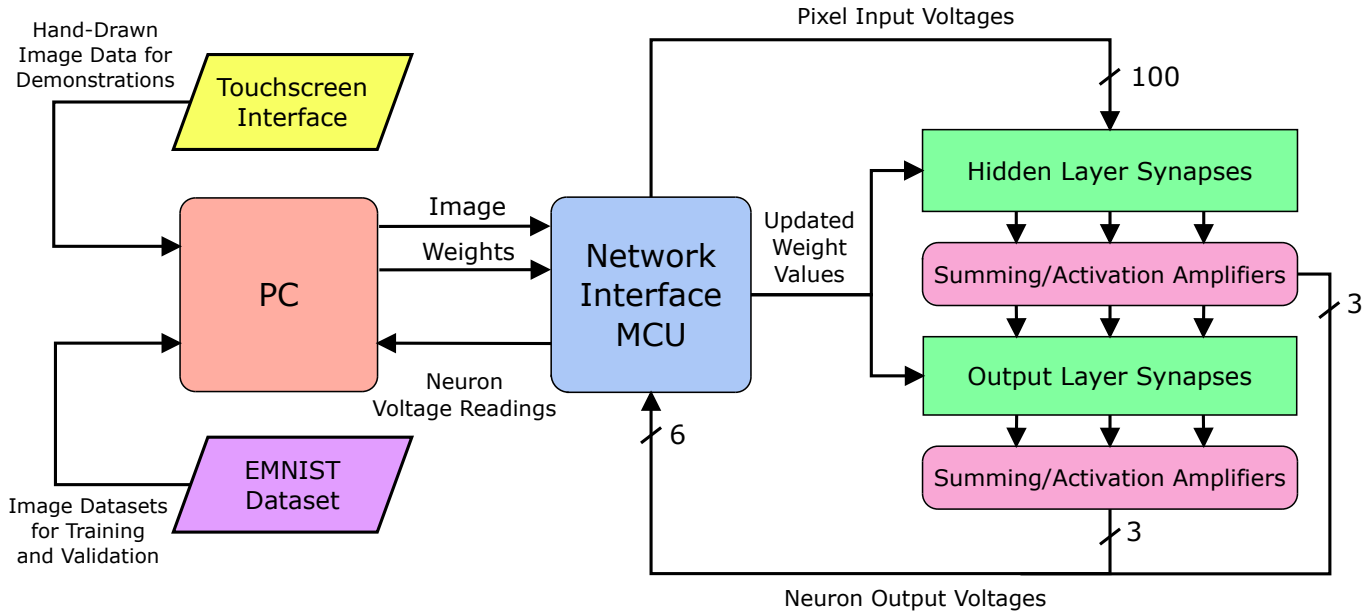 Pixel Input Voltages
Hand-Drawn
Image Data for
Demonstrations
Touchscreen
Interface
100
Hidden Layer Synapses
Image
Weights
PC
Network
Interface
MCU
Updated
Weight
Values
Summing/Activation Amplifiers
3
Output Layer Synapses
Neuron
Voltage Readings
6
EMNIST
Dataset
Summing/Activation Amplifiers
Image Datasets
for Training
and Validation
3
Neuron Output Voltages